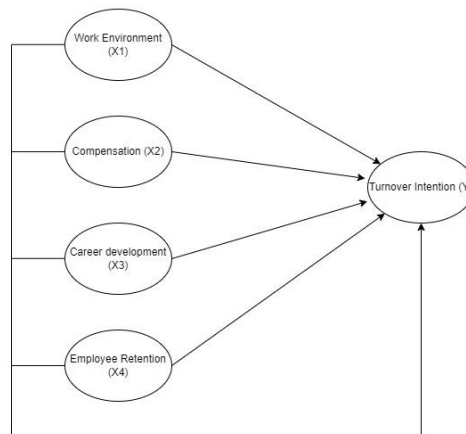 Work Environment
(X1)
Compensation (X2)
Turnover Intention (Y
Career development
(X3)
Employee Retention
(X4)